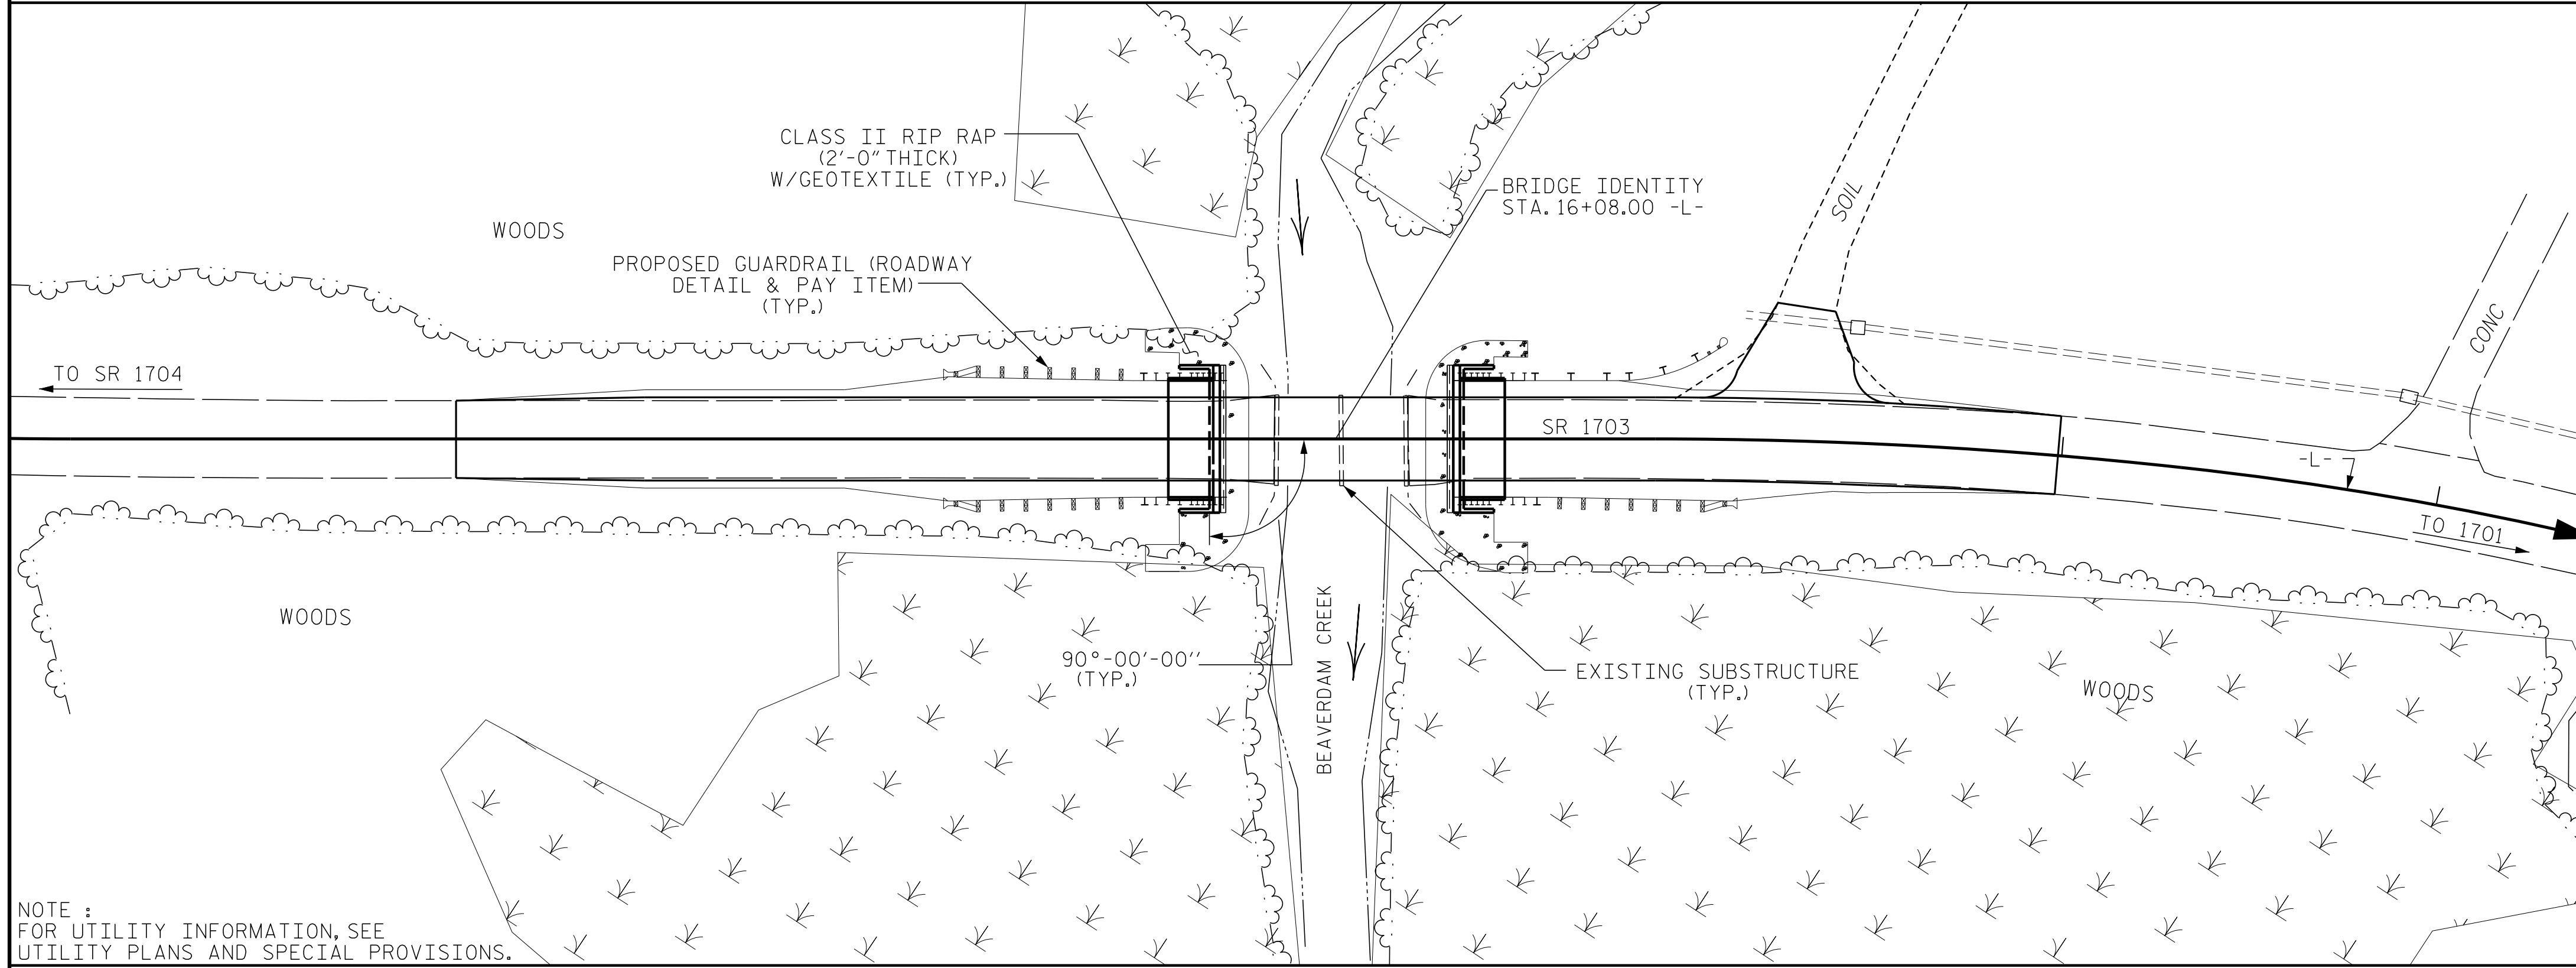 CLASS II RIP RAP
(2'-0" THICK)
W/GEOTEXTILE (TYP.)
BRIDGE IDENTITY
STA. 16+08.00 -L-
SOIL
WOODS
PROPOSED GUARDRAIL (ROADWAY
DETAIL & PAY ITEM)
(TYP.)
CONC
TO SR 1704
SR 1703
-L-
TO 1701
WOODS
BEAVERDAM CREEK
90°-00'-00''
(TYP.)
EXISTING SUBSTRUCTURE
(TYP.)
WOODS
NOTE :
FOR UTILITY INFORMATION, SEE
UTILITY PLANS AND SPECIAL PROVISIONS.